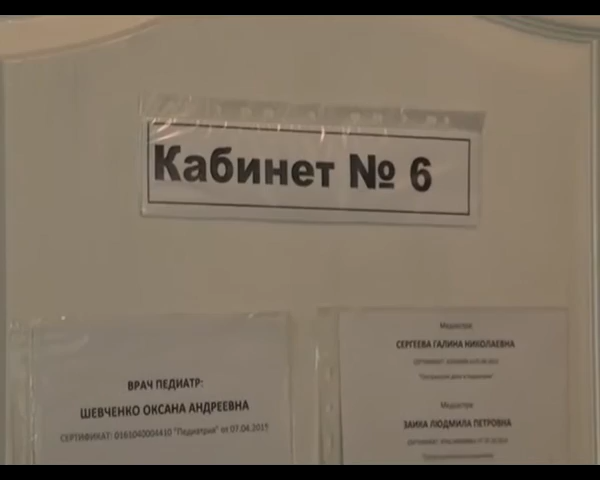 Кабинет № 6
ВРАЧ ПЕДИАТР:
ШЕВЧЕНКО ОКСАНА АНДРЕЕВНА
СЕРТИФИКАТ: 0161040004410 "Педиатрия" от 07.04.2015
Медсестра:
СЕРГЕЕВА ГАЛИНА НИКОЛАЕВНА
Медсестра:
ЗАИКА ЛЮДМИЛА ПЕТРОВНА